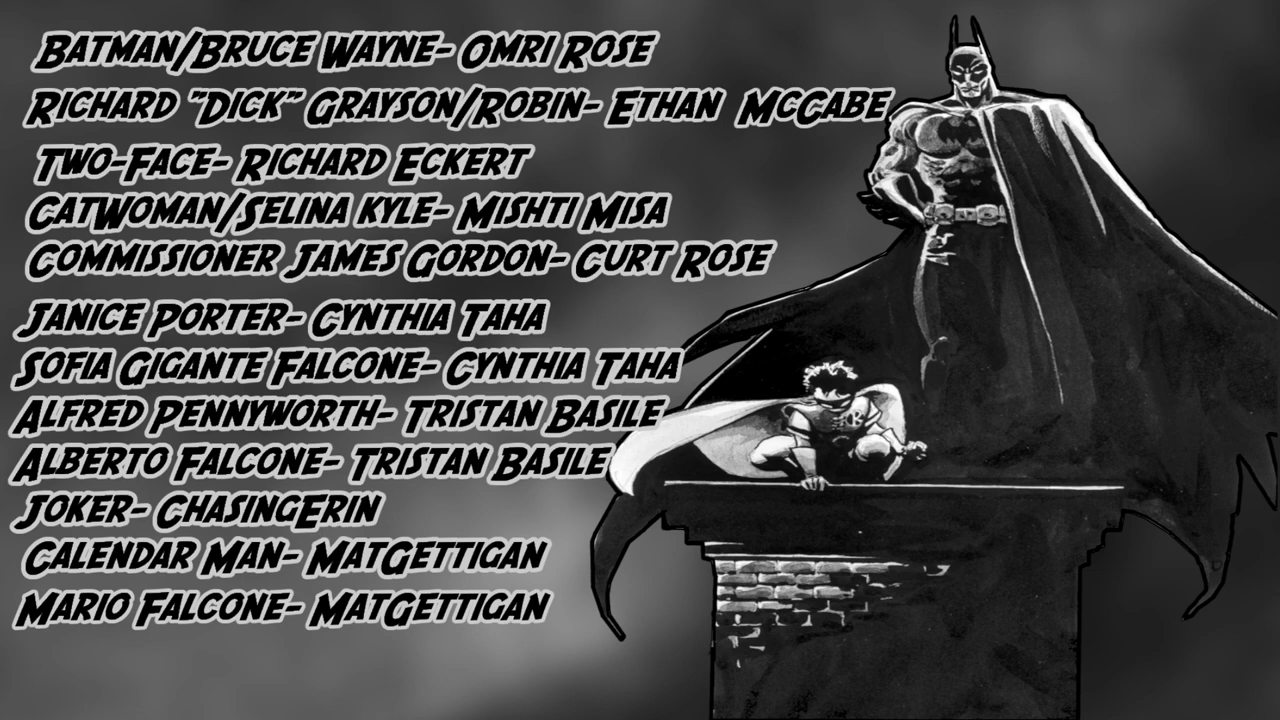 Batman/Bruce Wayne- Omri Rose
Richard "Dick" Grayson/Robin- Ethan McCabe
Two-Face- Richard Eckert
CatWoman/Selina kyle- Mishti Misa
Commissioner James Gordon- Curt Rose
Janice Porter- Cynthia Taha
Sofia Gigante Falcone- Cynthia Taha
Alfred Pennyworth- Tristan Basile
Alberto Falcone- Tristan Basile
Joker- ChasingErin
Calendar Man- MatGettigan
Mario Falcone- MatGettigan